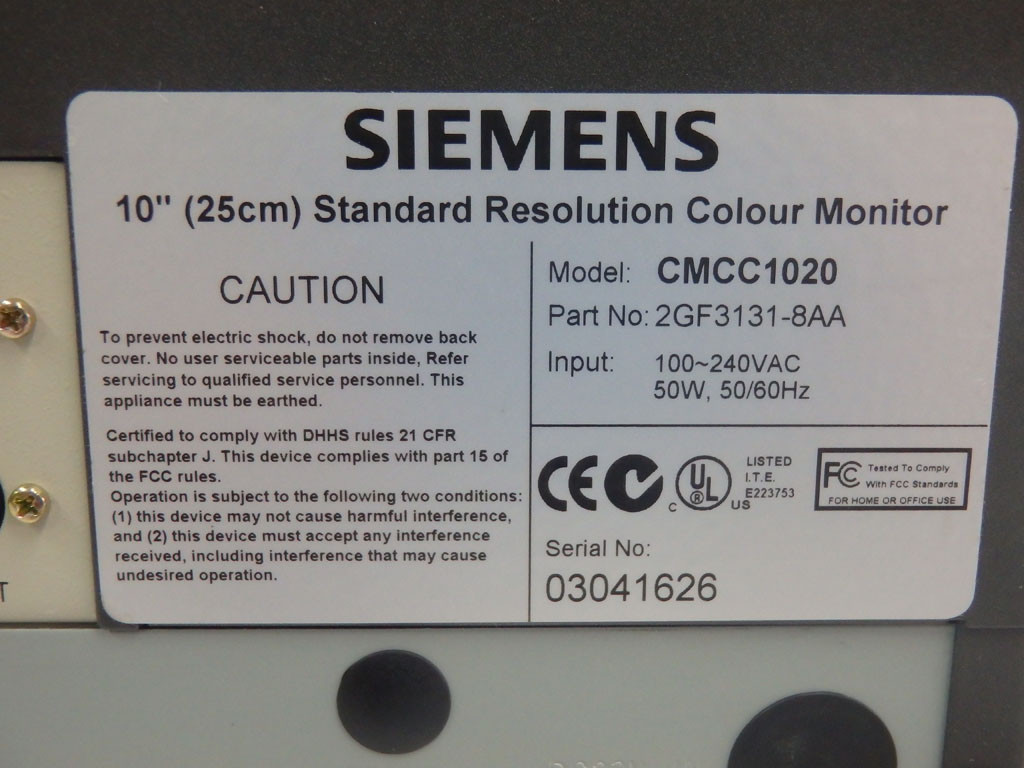 SIEMENS
10" (25cm) Standard Resolution Colour Monitor
CAUTION
To prevent electric shock, do not remove back
cover. No user serviceable parts inside, Refer
servicing to qualified service personnel. This
appliance must be earthed.
Certified to comply with DHHS rules 21 CFR
subchapter J. This device complies with part 15 of
the FCC rules.
Operation is subject to the following two conditions:
(1) this device may not cause harmful interference,
and (2) this device must accept any interference
received, including interference that may cause
undesired operation.
Model: CMCC1020
Part No: 2GF3131-8AA
Input: 100~240VAC
50W, 50/60Hz
CE
C UL ® US
LISTED
I.T.E.
E223753
FC Tested To Comply
With FCC Standards
FOR HOME OR OFFICE USE
Serial No:
03041626
T